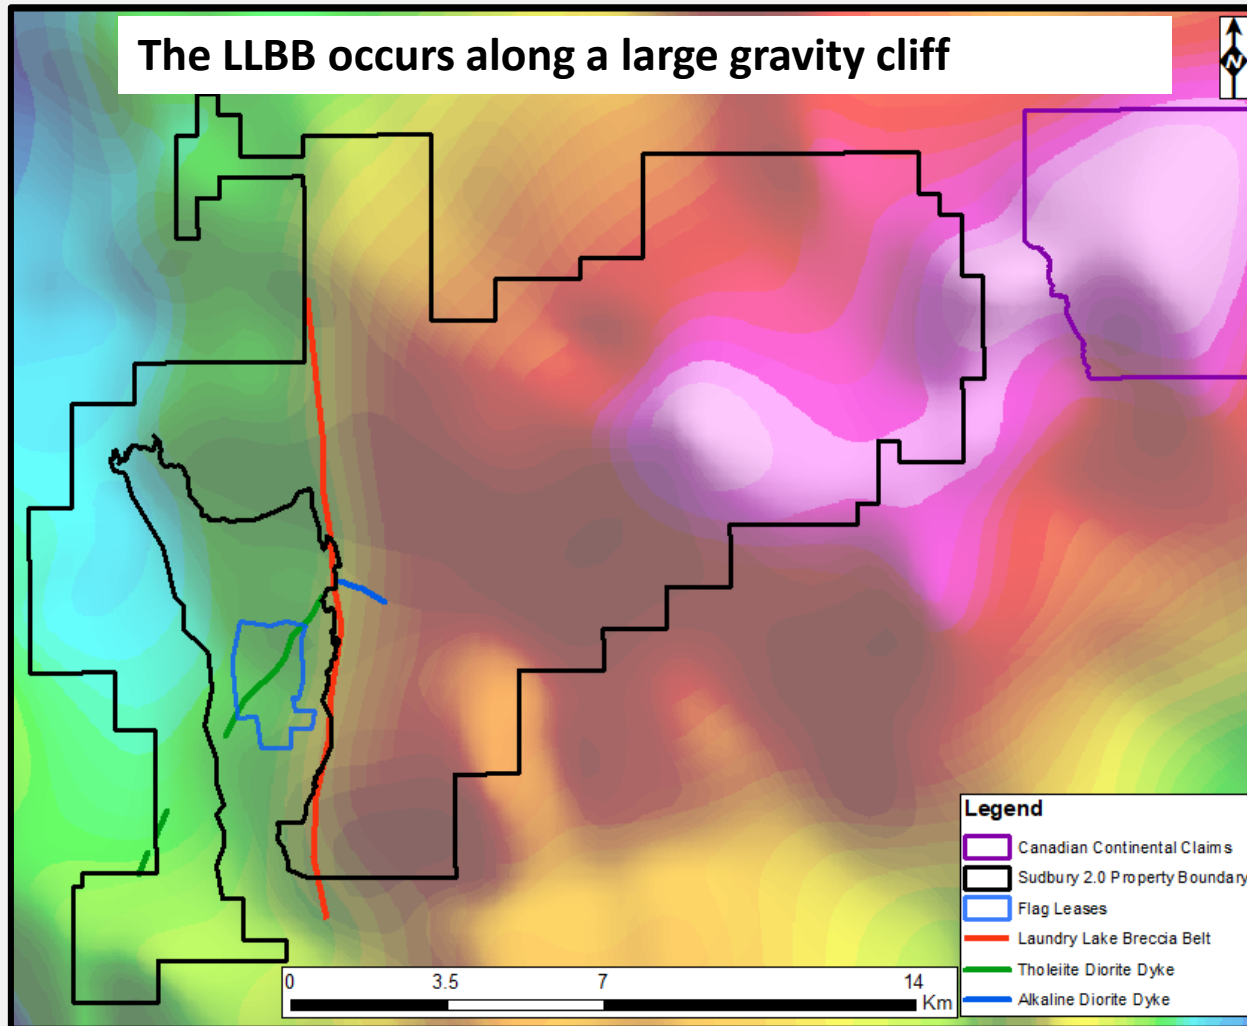 The LLBB occurs along a large gravity cliff
N
Legend
Canadian Continental Claims
Sudbury 2.0 Property Boundary
Flag Leases
Laundry Lake Breccia Belt
Tholeiite Diorite Dyke
Alkaline Diorite Dyke
0 3.5 7 14
Km